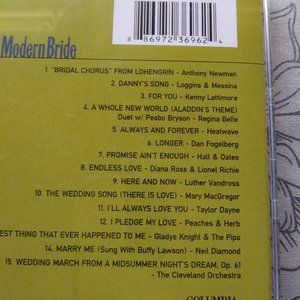 8 86972 36962 4
Modern Bride
1. "BRIDAL CHORUS" FROM LOHENGRIN - Anthony Newman
2. DANNY'S SONG - Loggins & Messina
3. FOR YOU - Kenny Lattimore
4. A WHOLE NEW WORLD (ALADDIN'S THEME)
Duet w/ Peabo Bryson - Regina Belle
5. ALWAYS AND FOREVER - Heatwave
6. LONGER - Dan Fogelberg
7. PROMISE AIN'T ENOUGH - Hall & Oates
8. ENDLESS LOVE - Diana Ross & Lionel Richie
9. HERE AND NOW - Luther Vandross
10. THE WEDDING SONG (THERE IS LOVE) - Mary MacGregor
11. I'LL ALWAYS LOVE YOU - Taylor Dayne
12. I PLEDGE MY LOVE - Peaches & Herb
EST THING THAT EVER HAPPENED TO ME - Gladys Knight & The Pips
14. MARRY ME (Sung With Buffy Lawson) - Neil Diamond
15. WEDDING MARCH FROM A MIDSUMMER NIGHT'S DREAM, Op. 61
- The Cleveland Orchestra
COLUMBIA